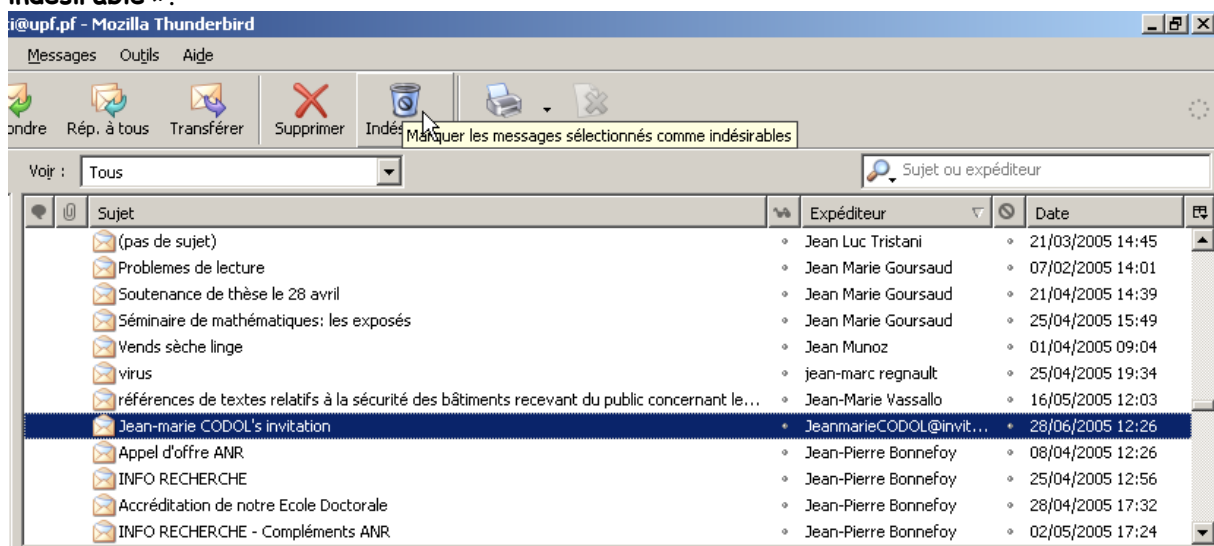 indésirable » :
i@upf.pf - Mozilla Thunderbird
Messages Outils Aide
ondre Rép. à tous Transférer Supprimer Indés
Marquer les messages sélectionnés comme indésirables
Voir : Tous Sujet ou expéditeur
Sujet Expéditeur Date
(pas de sujet) Jean Luc Tristani 21/03/2005 14:45
Problemes de lecture Jean Marie Goursaud 07/02/2005 14:01
Soutenance de thèse le 28 avril Jean Marie Goursaud 21/04/2005 14:39
Séminaire de mathématiques: les exposés Jean Marie Goursaud 25/04/2005 15:49
Vends sèche linge Jean Munoz 01/04/2005 09:04
virus jean-marc regnault 25/04/2005 19:34
références de textes relatifs à la sécurité des bâtiments recevant du public concernant le... Jean-Marie Vassallo 16/05/2005 12:03
Jean-marie CODOL's invitation JeanmarieCODOL@invit... 28/06/2005 12:26
Appel d'offre ANR Jean-Pierre Bonnefoy 08/04/2005 12:26
INFO RECHERCHE Jean-Pierre Bonnefoy 25/04/2005 12:56
Accréditation de notre Ecole Doctorale Jean-Pierre Bonnefoy 28/04/2005 17:32
INFO RECHERCHE - Compléments ANR Jean-Pierre Bonnefoy 02/05/2005 17:24